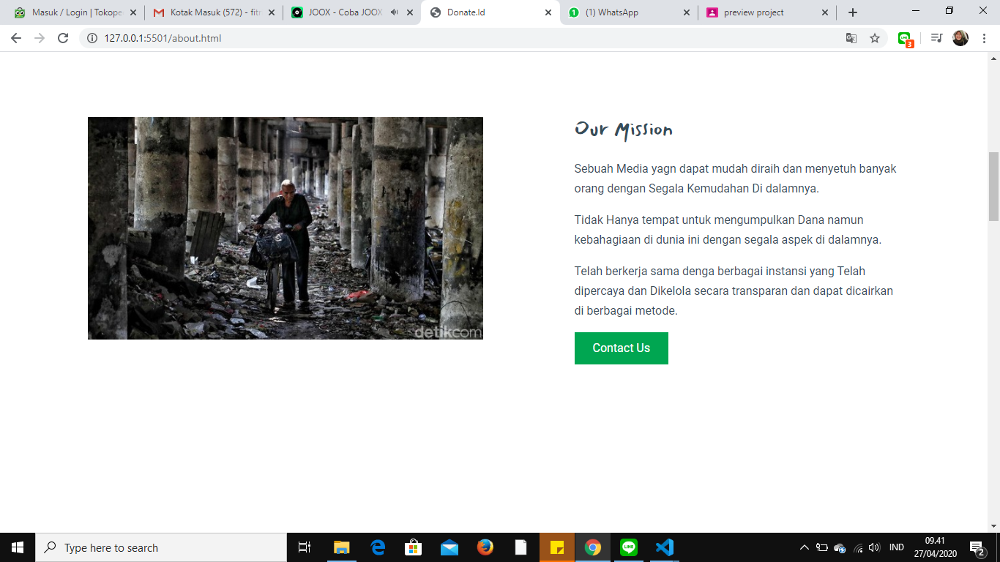 Masuk / Login | Tokope
Kotak Masuk (572) - fitr
JOOX - Coba JOOX
Donate.Id
(1) WhatsApp
preview project
127.0.0.1:5501/about.html
3
Our Mission
Sebuah Media yagn dapat mudah diraih dan menyetuh banyak
orang dengan Segala Kemudahan Di dalamnya.
Tidak Hanya tempat untuk mengumpulkan Dana namun
kebahagiaan di dunia ini dengan segala aspek di dalamnya.
Telah berkerja sama denga berbagai instansi yang Telah
dipercaya dan Dikelola secara transparan dan dapat dicairkan
di berbagai metode.
detikcom
Contact Us
Type here to search
IND
09.41
27/04/2020
2